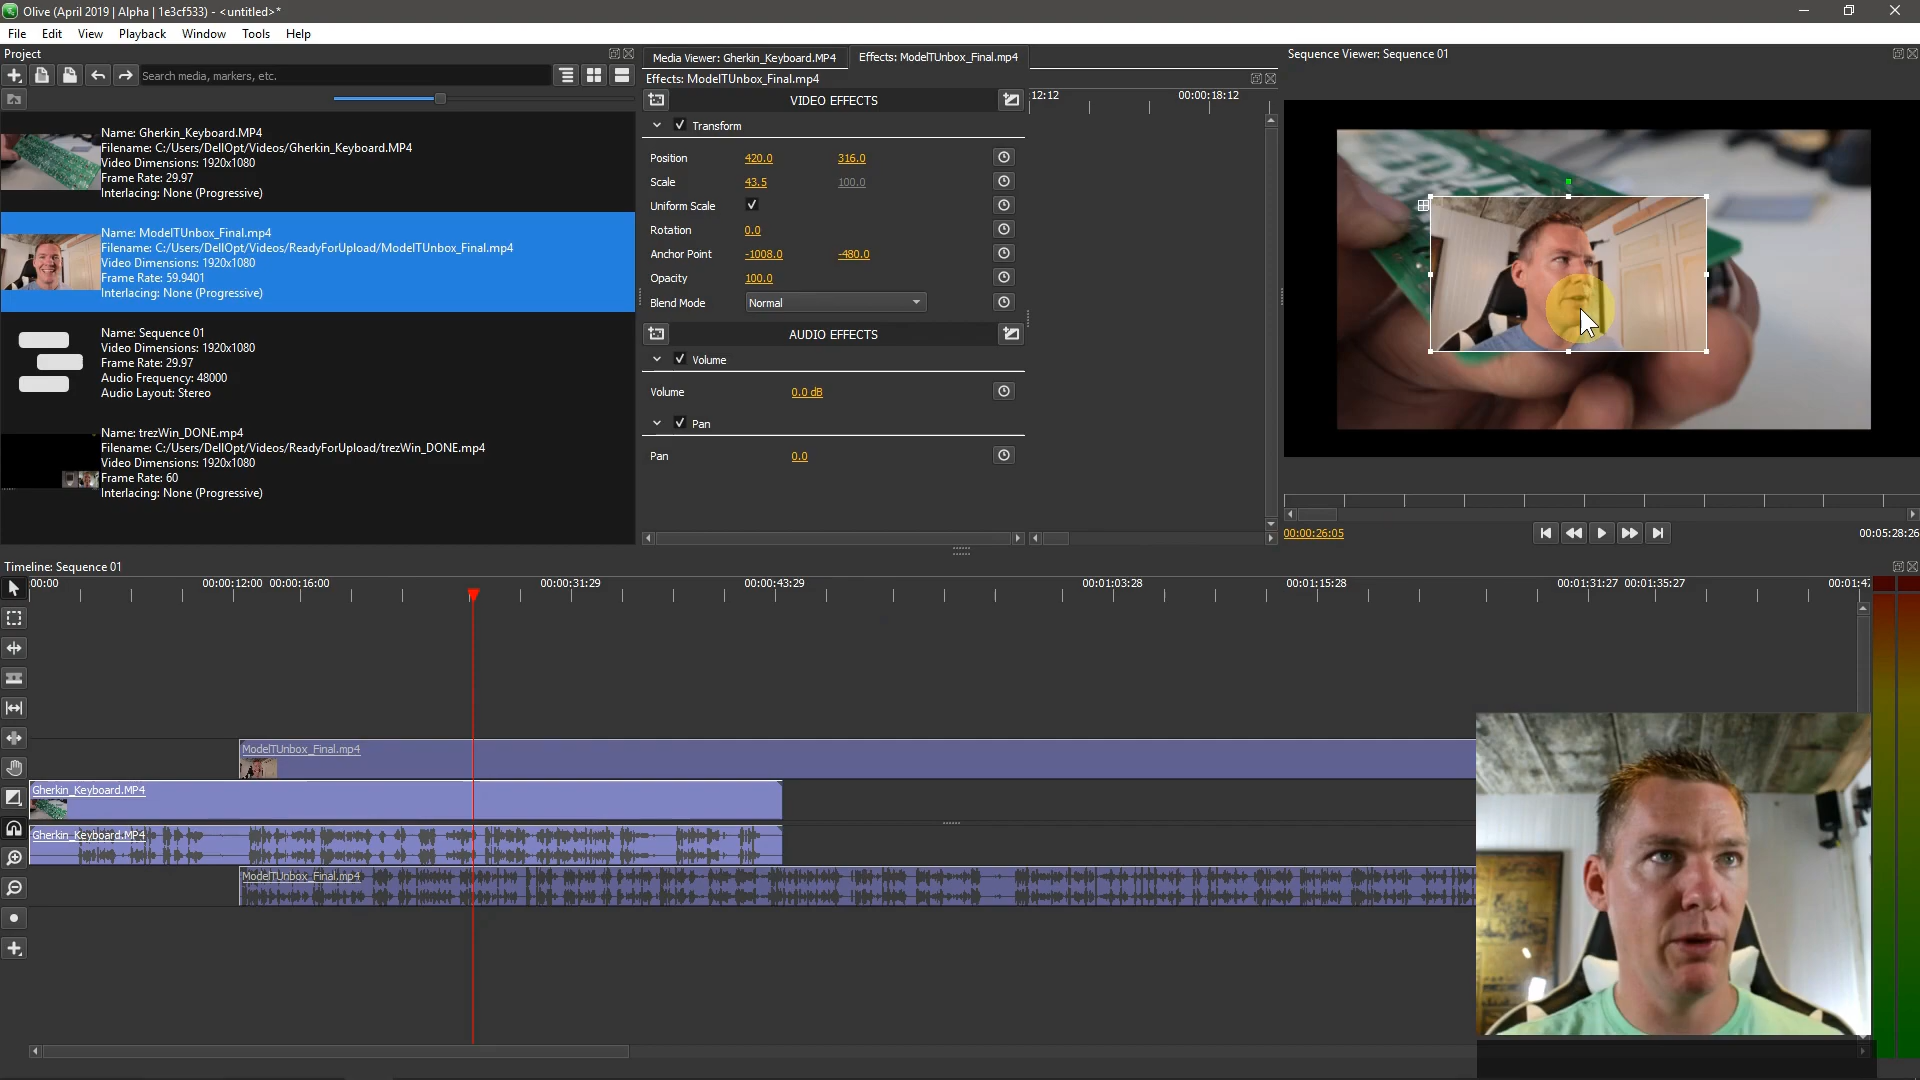 Olive (April 2019 | Alpha | 1e3cf533) - <untitled>*
File Edit View Playback Window Tools Help
Project
Search media, markers, etc.
Name: Gherkin_Keyboard.MP4
Filename: C:/Users/DellOpt/Videos/Gherkin_Keyboard.MP4
Video Dimensions: 1920x1080
Frame Rate: 29.97
Interlacing: None (Progressive)
Name: ModelTUnbox_Final.mp4
Filename: C:/Users/DellOpt/Videos/ReadyForUpload/ModelTUnbox_Final.mp4
Video Dimensions: 1920x1080
Frame Rate: 59.9401
Interlacing: None (Progressive)
Name: Sequence 01
Video Dimensions: 1920x1080
Frame Rate: 29.97
Audio Frequency: 48000
Audio Layout: Stereo
Name: trezWin_DONE.mp4
Filename: C:/Users/DellOpt/Videos/ReadyForUpload/trezWin_DONE.mp4
Video Dimensions: 1920x1080
Frame Rate: 60
Interlacing: None (Progressive)
Media Viewer: Gherkin_Keyboard.MP4 Effects: ModelTUnbox_Final.mp4
Effects: ModelTUnbox_Final.mp4
VIDEO EFFECTS
12:12 00:00:18:12
Transform
Position 420.0 316.0
Scale 43.5 100.0
Uniform Scale
Rotation 0.0
Anchor Point -1008.0 -480.0
Opacity 100.0
Blend Mode Normal
AUDIO EFFECTS
Volume
Volume 0.0 dB
Pan
Pan 0.0
Sequence Viewer: Sequence 01
00:00:26:05 00:05:28:26
Timeline: Sequence 01
00:00 00:00:12:00 00:00:16:00 00:00:31:29 00:00:43:29 00:01:03:28 00:01:15:28 00:01:31:27 00:01:35:27 00:01:47
ModelTUnbox_Final.mp4
Gherkin_Keyboard.MP4
Gherkin_Keyboard.MP4
ModelTUnbox_Final.mp4